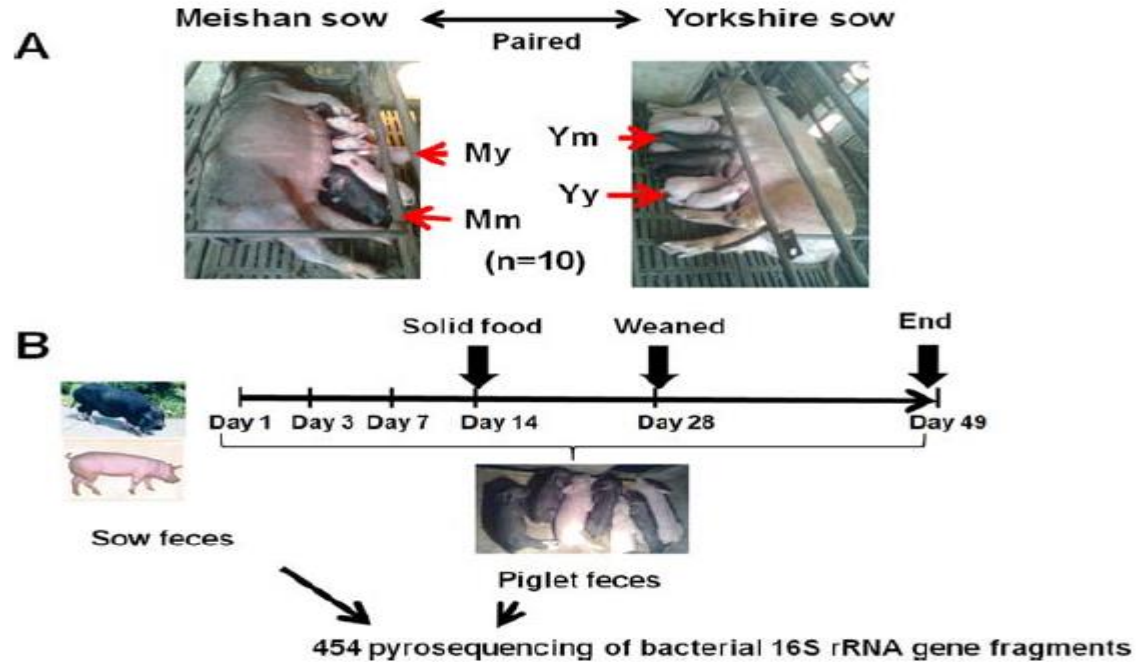 Meishan sow
Yorkshire sow
Paired
A
My
Mm
(n=10)
Ym
Yy
B
Solid food
Weaned
End
Day 1
Day 3
Day 7
Day 14
Day 28
Day 49
Sow feces
Piglet feces
454 pyrosequencing of bacterial 16S rRNA gene fragments